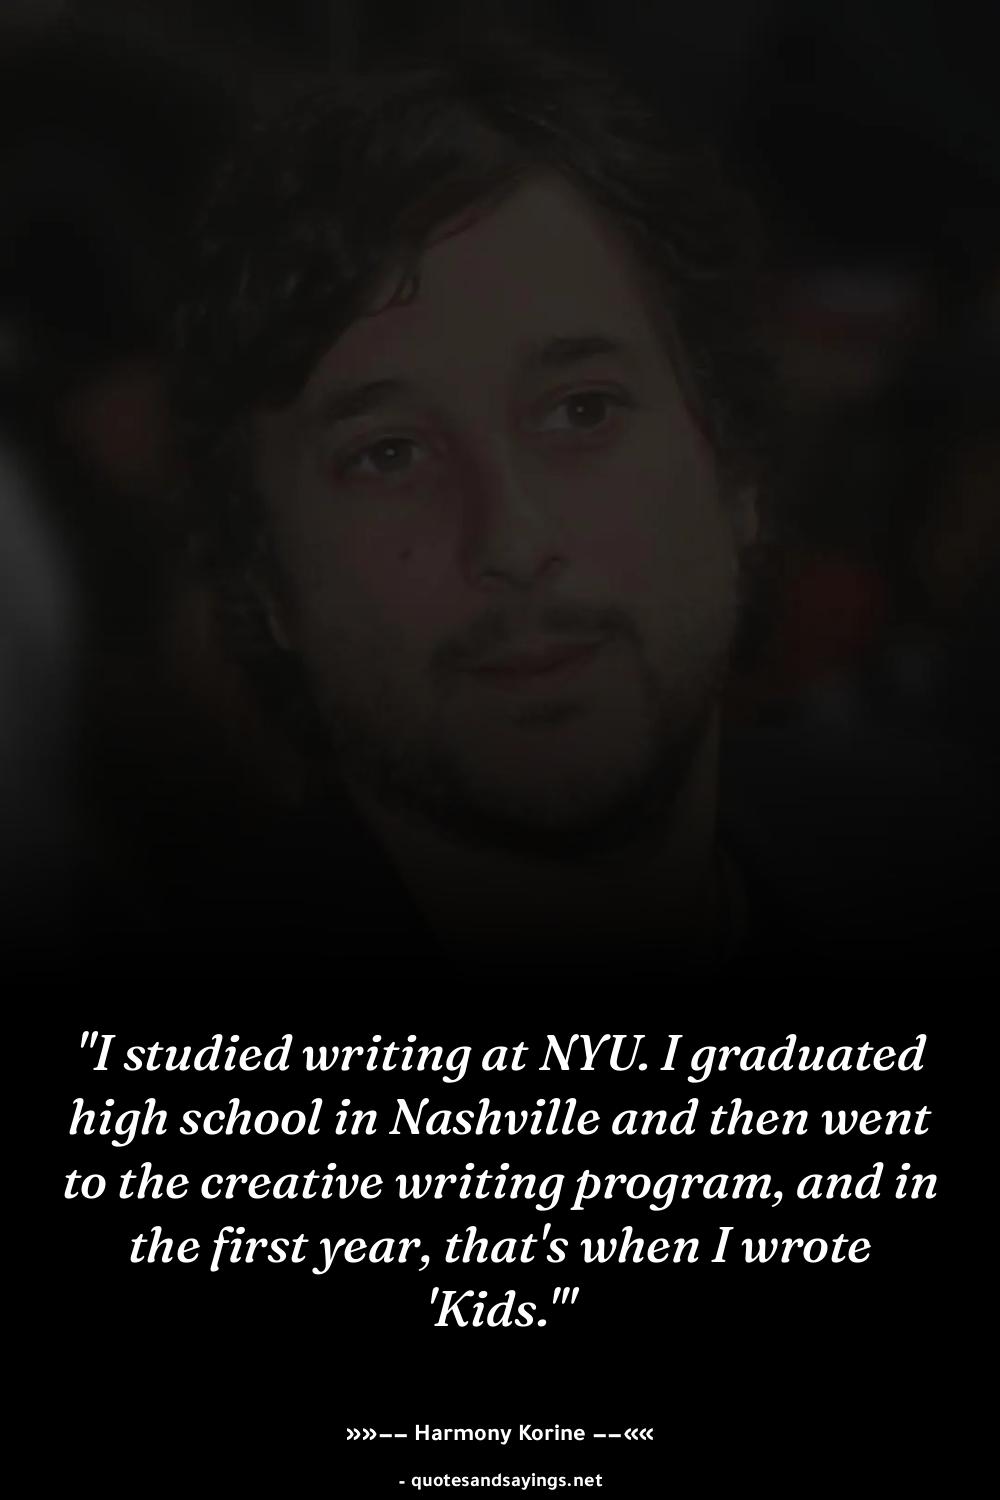 "I studied writing at NYU. I graduated
high school in Nashville and then went
to the creative writing program, and in
the first year, that's when I wrote
'Kids.'"
»»–– Harmony Korine ––««
- quotesandsayings.net